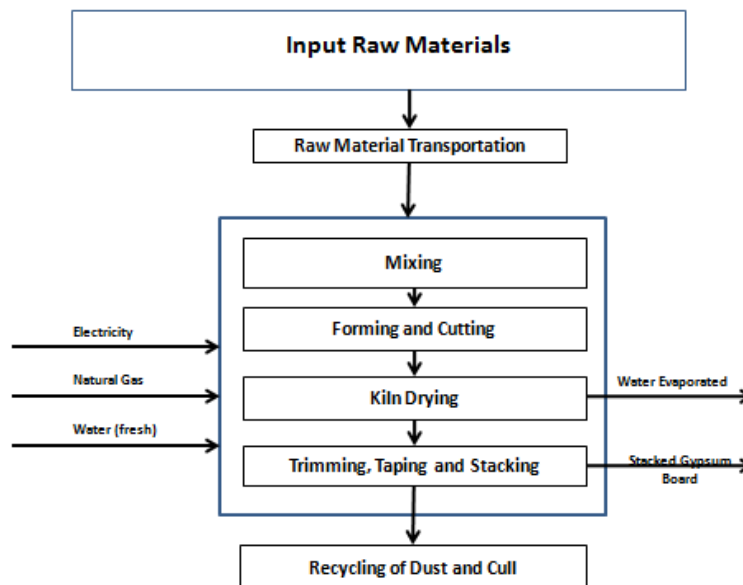 Input Raw Materials
Raw Material Transportation
Mixing
Forming and Cutting
Electricity
Natural Gas
Kiln Drying
Water Evaporated
Water (fresh)
Trimming, Taping and Stacking
Stacked Gypsum
Board
Recycling of Dust and Cull